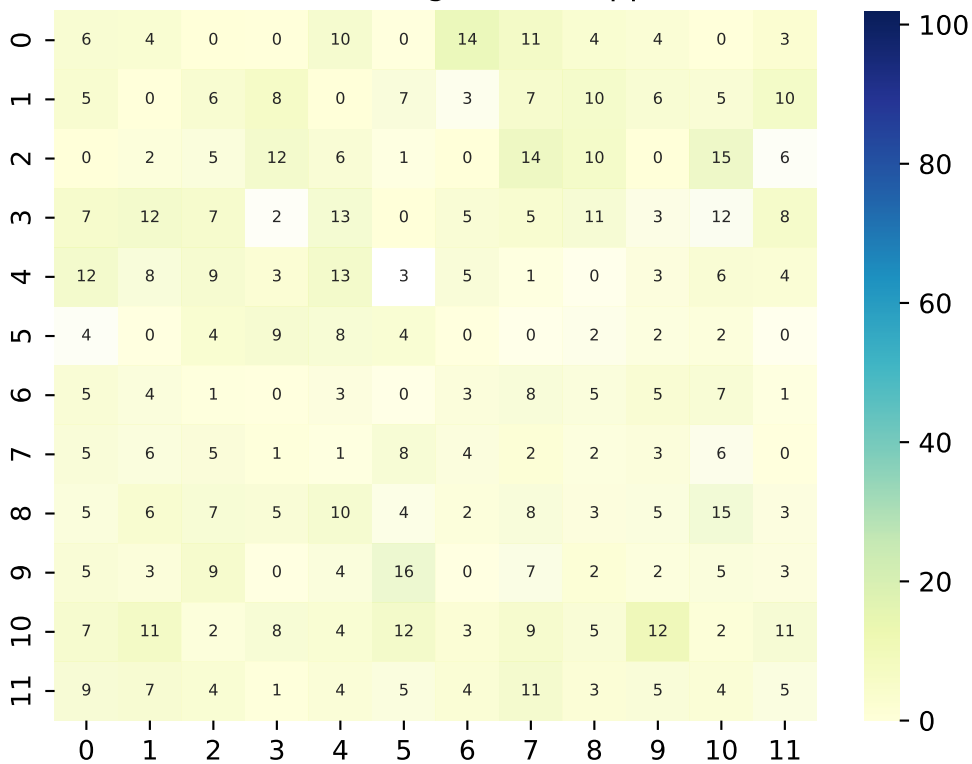 0 6 4 0 0 10 0 14 11 4 4 0 3
1 5 0 6 8 0 7 3 7 10 6 5 10
2 0 2 5 12 6 1 0 14 10 0 15 6
3 7 12 7 2 13 0 5 5 11 3 12 8
4 12 8 9 3 13 3 5 1 0 3 6 4
5 4 0 4 9 8 4 0 0 2 2 2 0
6 5 4 1 0 3 0 3 8 5 5 7 1
7 5 6 5 1 1 8 4 2 2 3 6 0
8 5 6 7 5 10 4 2 8 3 5 15 3
9 5 3 9 0 4 16 0 7 2 2 5 3
10 7 11 2 8 4 12 3 9 5 12 2 11
11 9 7 4 1 4 5 4 11 3 5 4 5
0 1 2 3 4 5 6 7 8 9 10 11
100
80
60
40
20
0